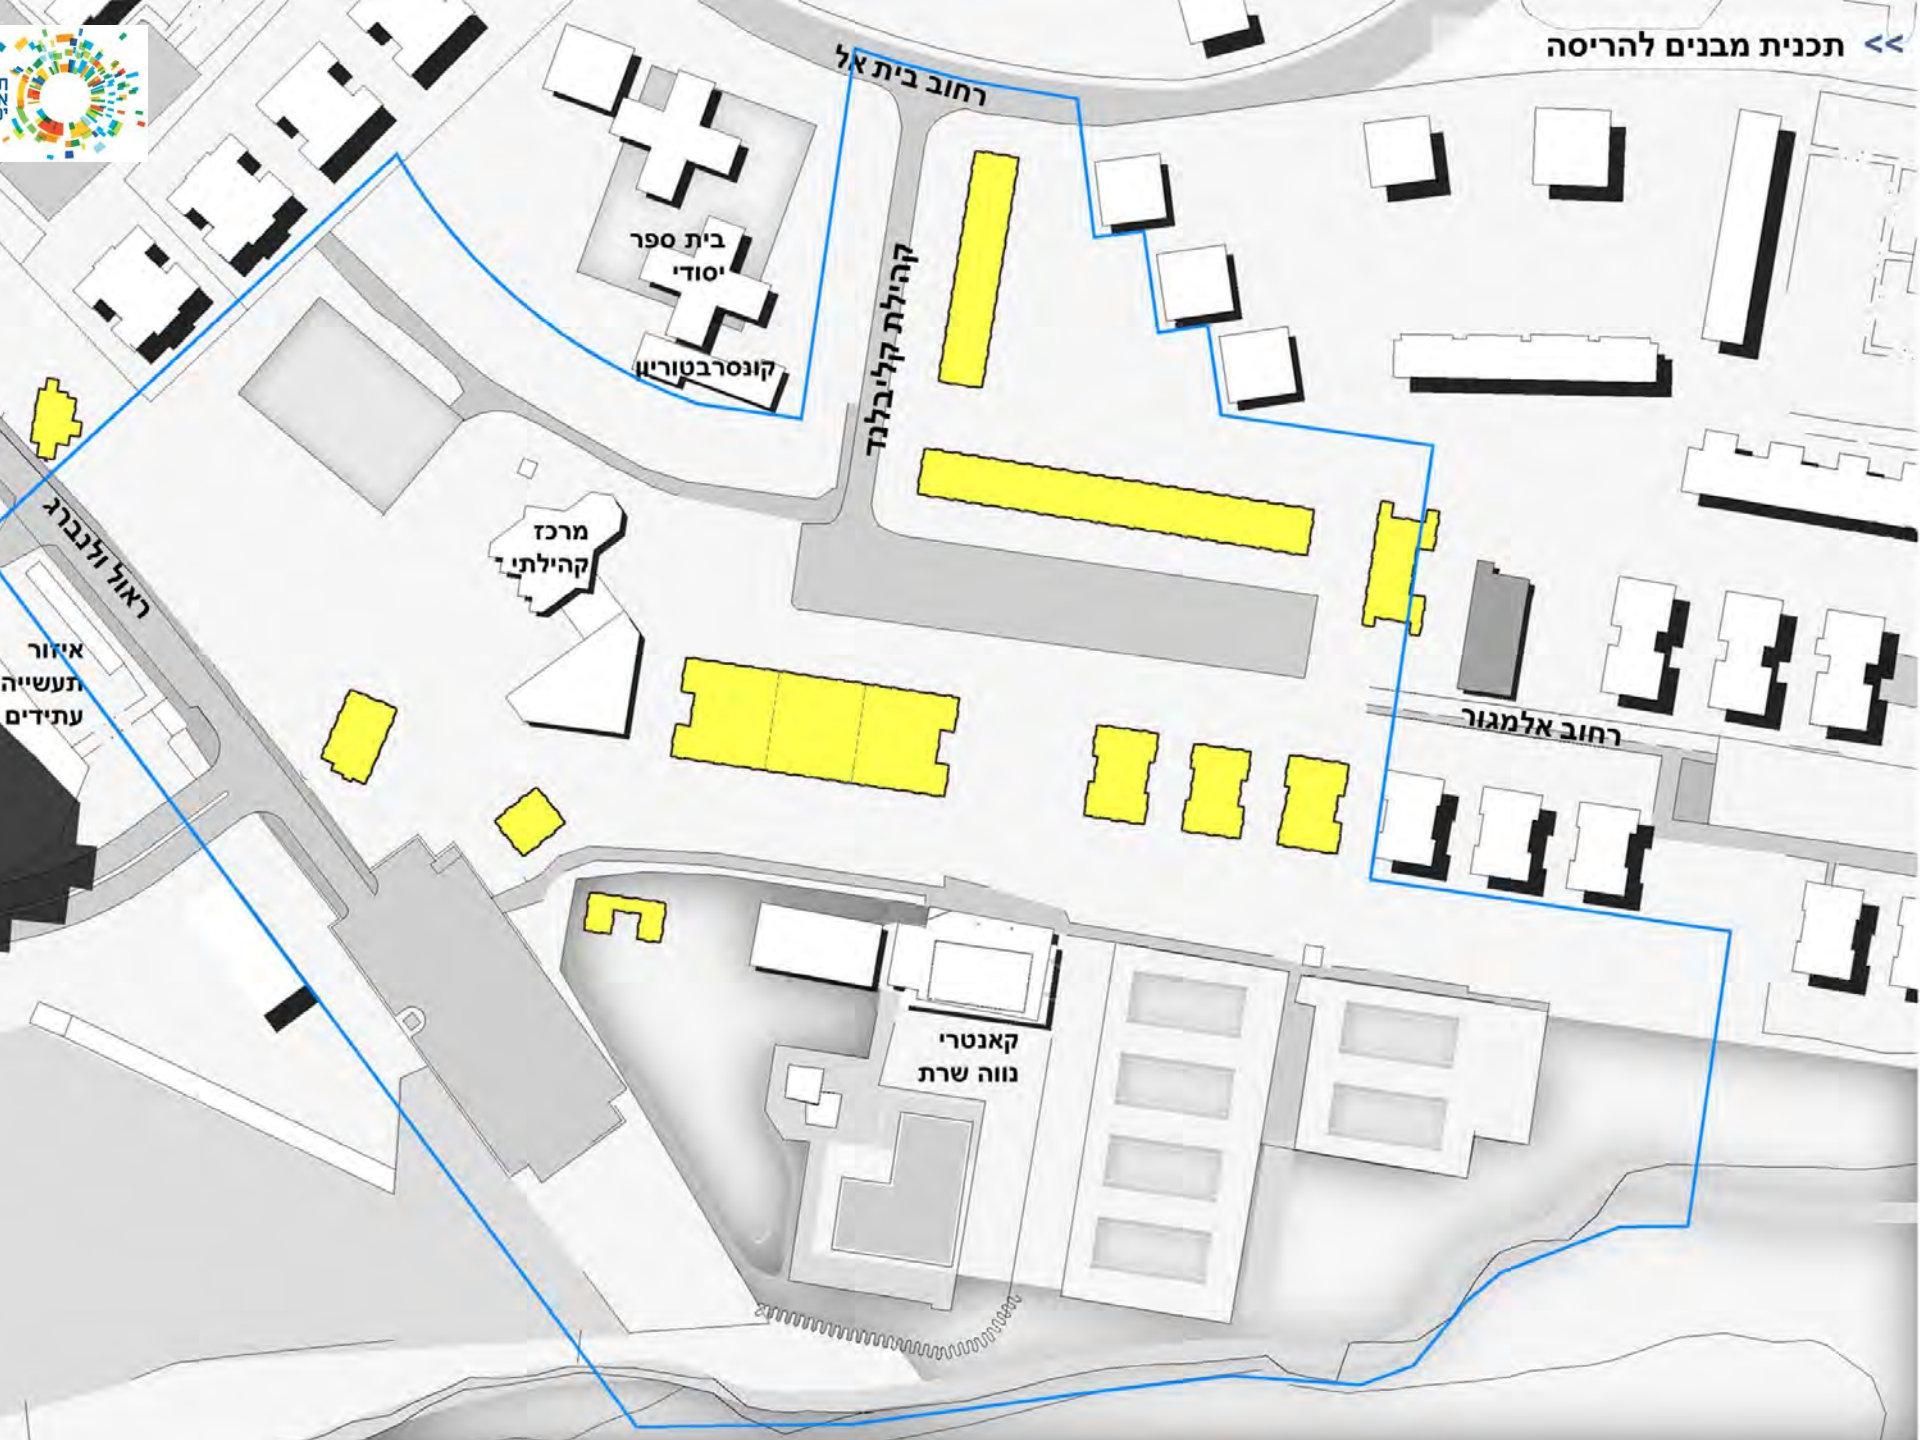 >> תכנית מבנים להריסה
רחוב בית אל
בית ספר
יסודי
קונסרבטוריון
קהילת קליבלנד
ראול ולנברג
מרכז
קהילתי
איזור
תעשייה
עתידים
רחוב אלמגור
קאנטרי
נווה שרת